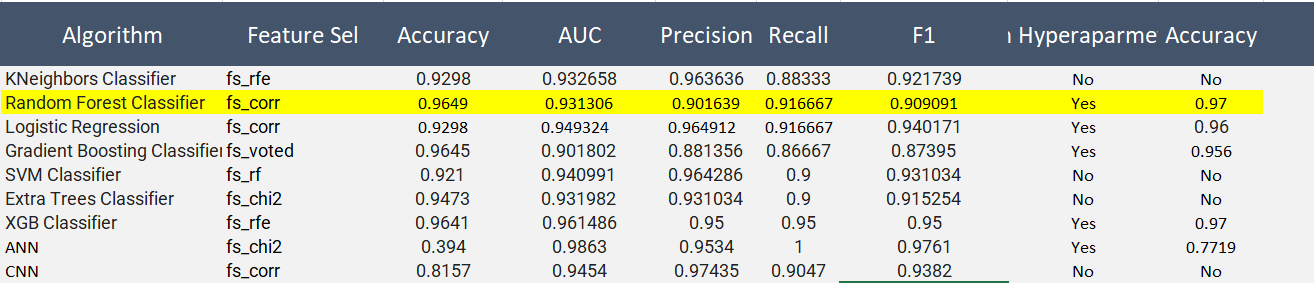 Algorithm Feature Sel Accuracy AUC Precision Recall F1 Hyperaparme Accuracy
KNeighbors Classifier fs_rfe 0.9298 0.932658 0.963636 0.88333 0.921739 No No
Random Forest Classifier fs_corr 0.9649 0.931306 0.901639 0.916667 0.909091 Yes 0.97
Logistic Regression fs_corr 0.9298 0.949324 0.964912 0.916667 0.940171 Yes 0.96
Gradient Boosting Classifier fs_voted 0.9645 0.901802 0.881356 0.86667 0.87395 Yes 0.956
SVM Classifier fs_rf 0.921 0.940991 0.964286 0.9 0.931034 No No
Extra Trees Classifier fs_chi2 0.9473 0.931982 0.931034 0.9 0.915254 No No
XGB Classifier fs_rfe 0.9641 0.961486 0.95 0.95 0.95 Yes 0.97
ANN fs_chi2 0.394 0.9863 0.9534 1 0.9761 Yes 0.7719
CNN fs_corr 0.8157 0.9454 0.97435 0.9047 0.9382 No No